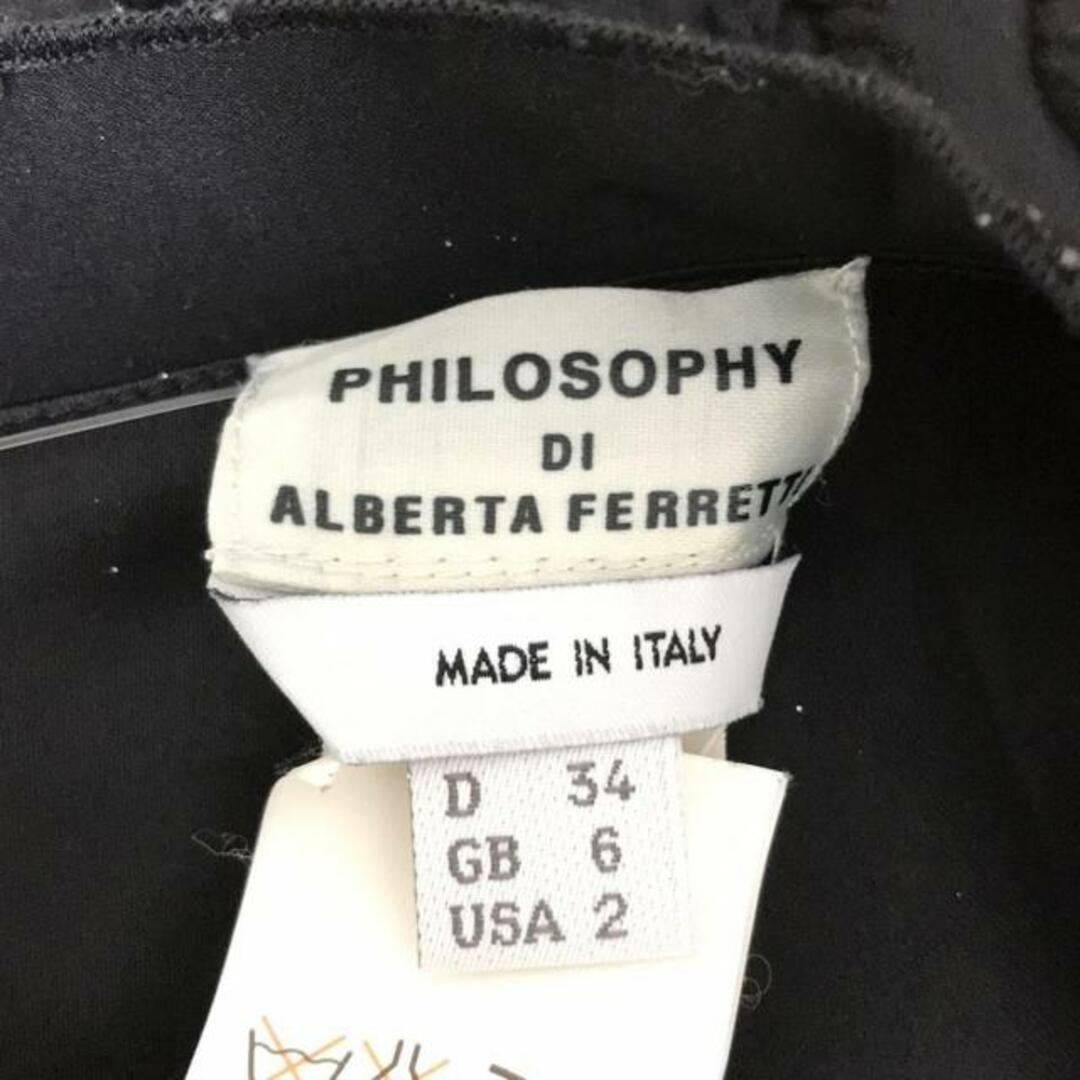 PHILOSOPHY
DI
ALBERTA FERRETTI
MADE IN ITALY
D 34
GB 6
USA 2